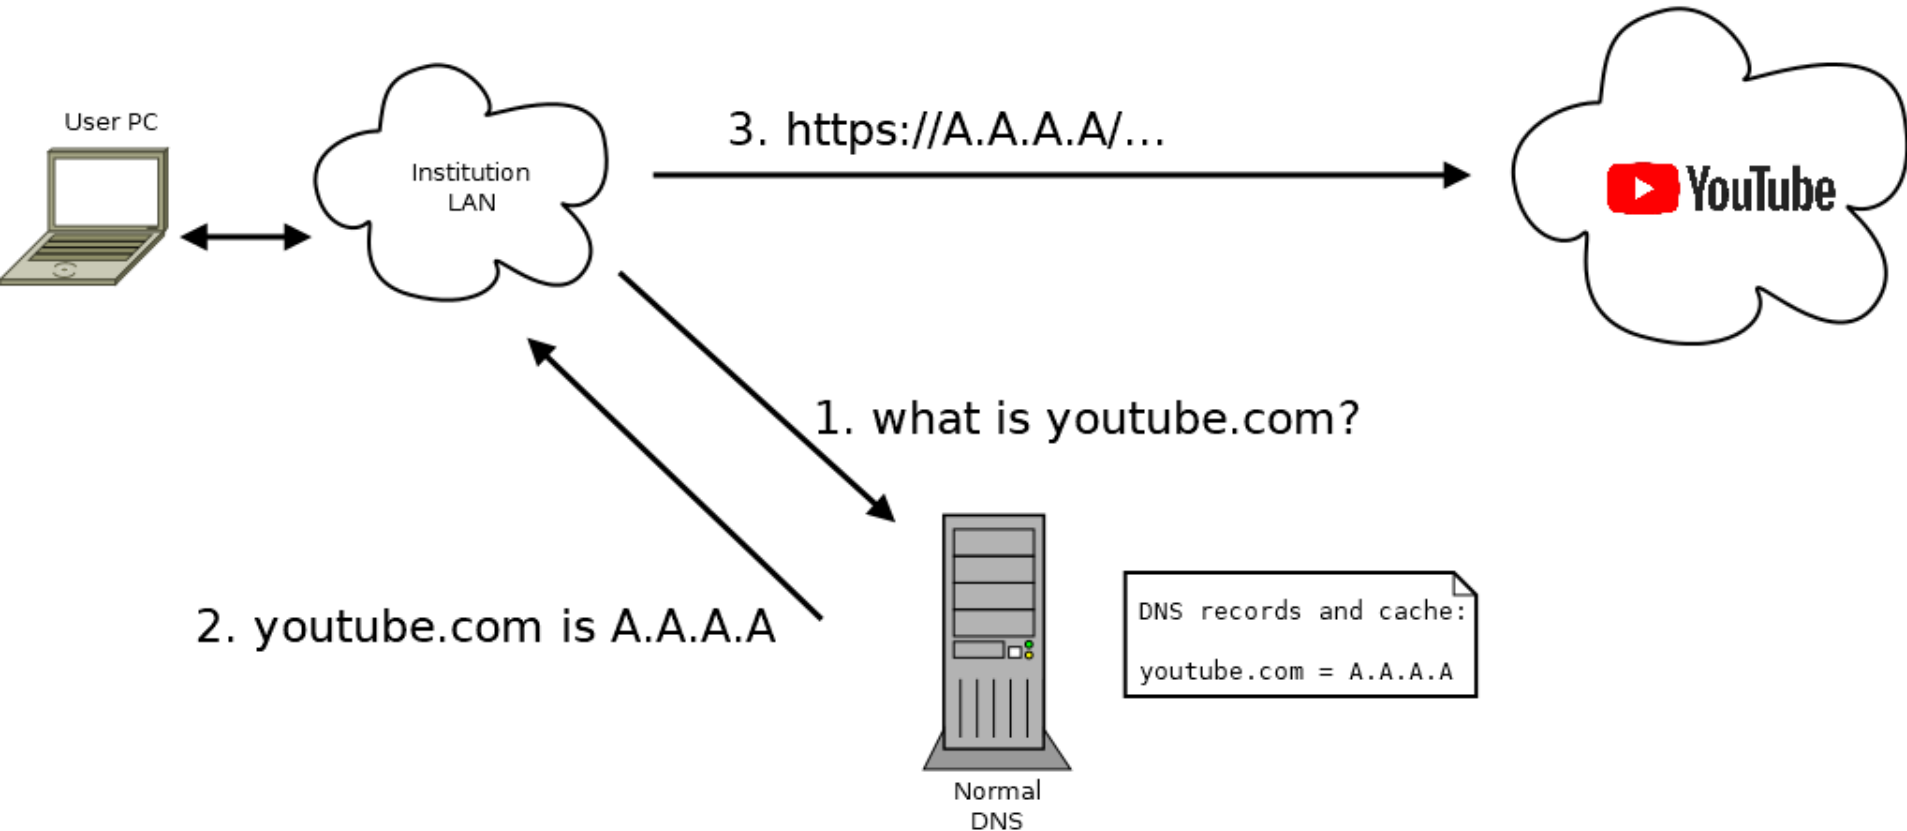 User PC
Institution
LAN
3. https://A.A.A.A/...
YouTube
1. what is youtube.com?
2. youtube.com is A.A.A.A
DNS records and cache:
youtube.com = A.A.A.A
Normal
DNS